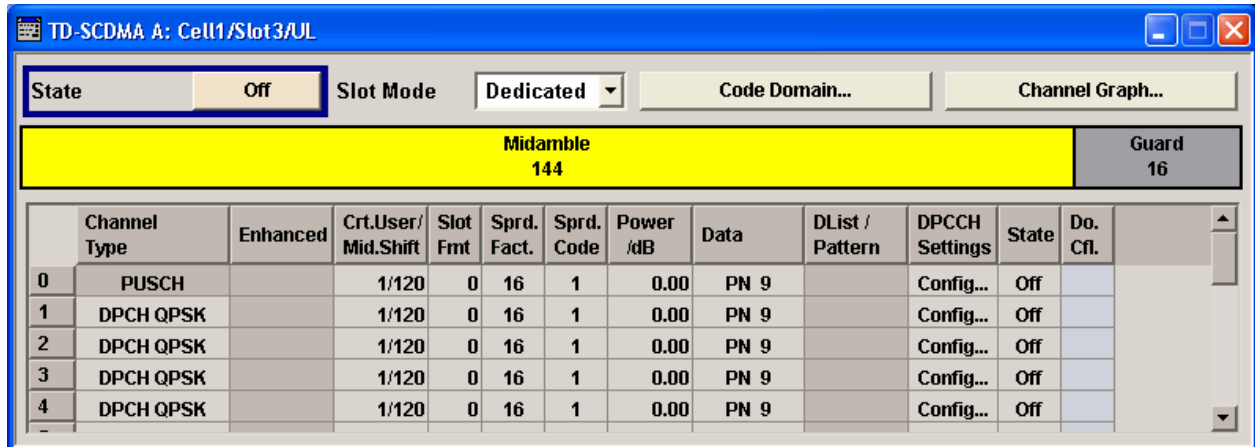 TD-SCDMA A: Cell1/Slot3/UL
State Off Slot Mode Dedicated Code Domain... Channel Graph...
Midamble Guard
144 16
Channel Type Enhanced Crt.User/ Mid.Shift Slot Fmt Sprd. Fact. Sprd. Code Power /dB Data DList / Pattern DPCCH Settings State Do. Cfl.
0 PUSCH 1/120 0 16 1 0.00 PN 9 Config... Off
1 DPCH QPSK 1/120 0 16 1 0.00 PN 9 Config... Off
2 DPCH QPSK 1/120 0 16 1 0.00 PN 9 Config... Off
3 DPCH QPSK 1/120 0 16 1 0.00 PN 9 Config... Off
4 DPCH QPSK 1/120 0 16 1 0.00 PN 9 Config... Off